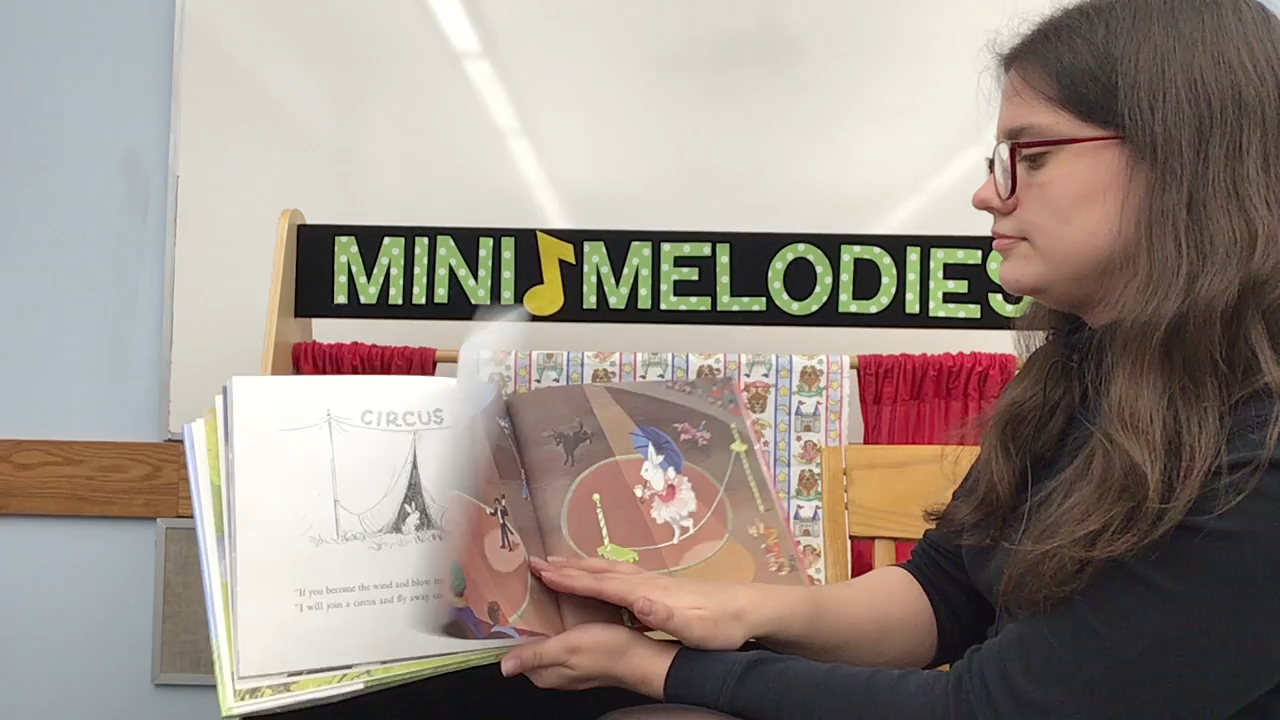 MINI MELODIES
CIRCUS
"If you become the wind and blow
"I will join a circus and fly away